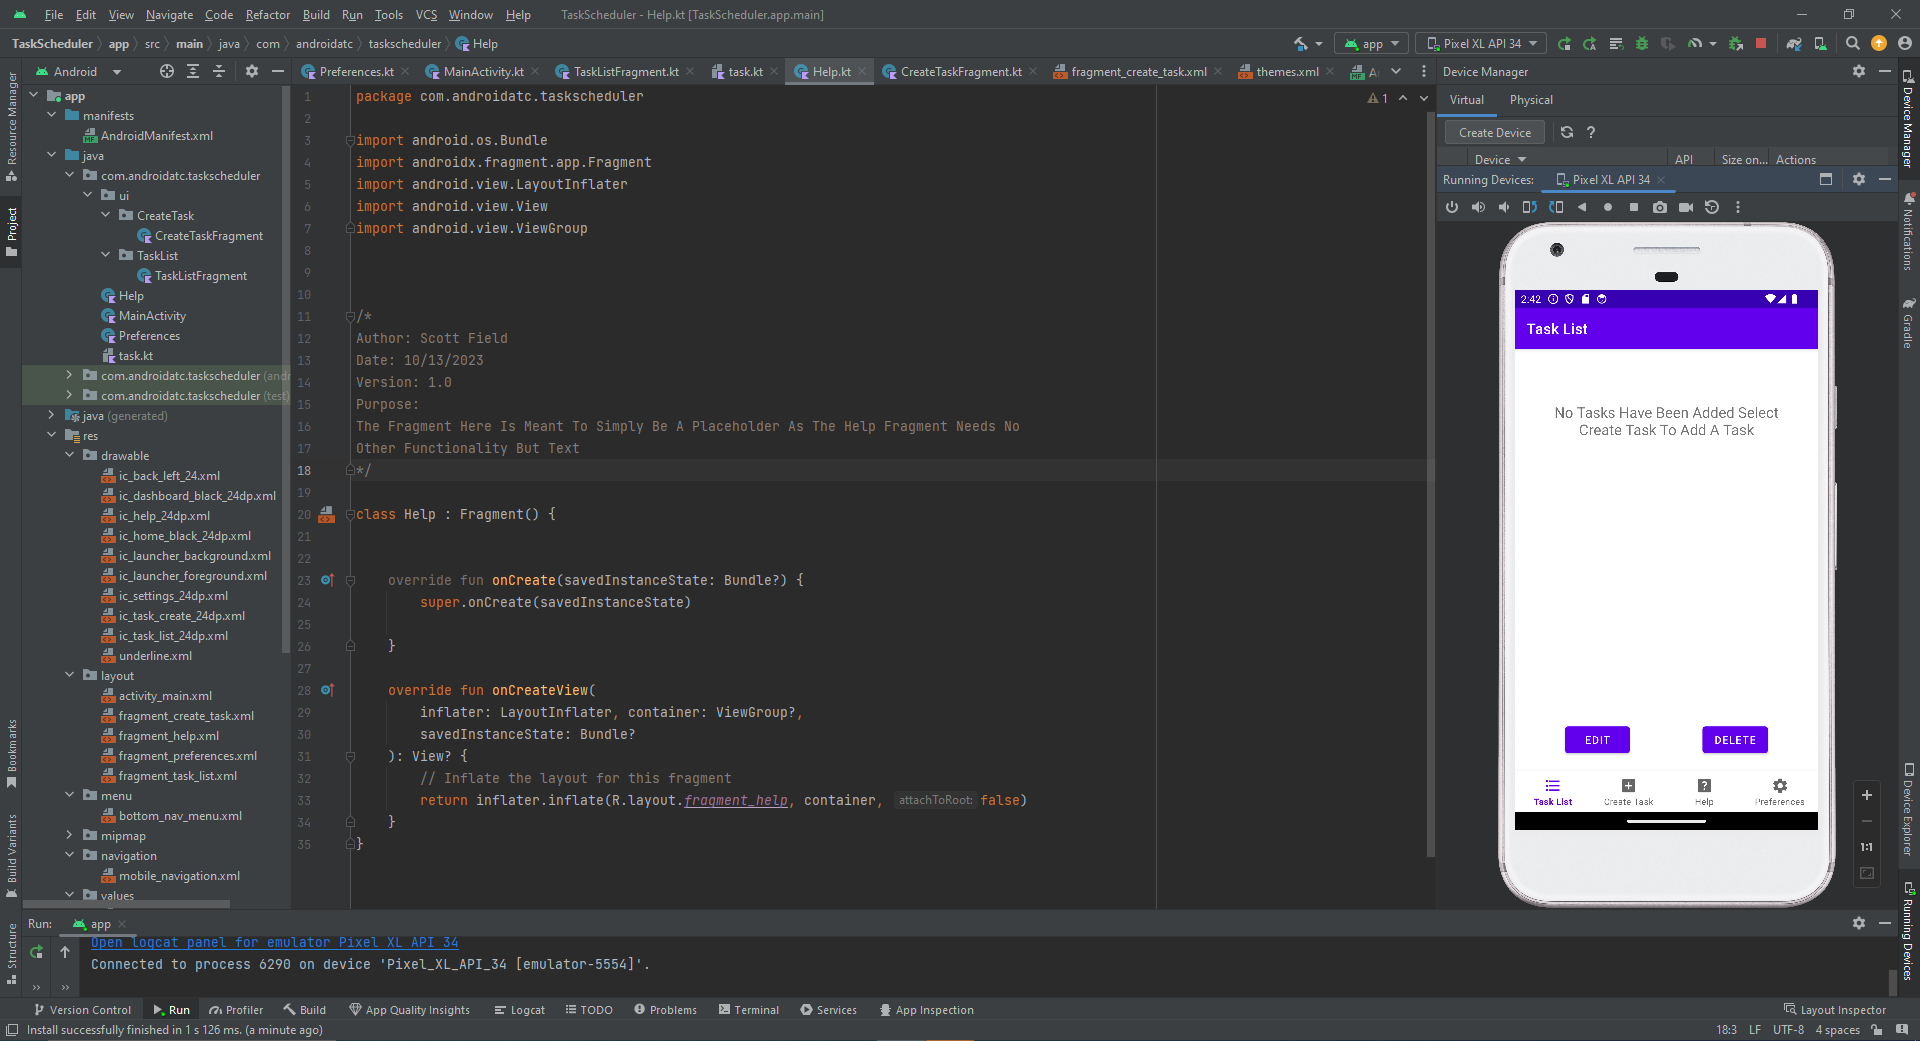 File Edit View Navigate Code Refactor Build Run Tools VCS Window Help TaskScheduler - Help.kt [TaskScheduler.app.main]
TaskScheduler app src main java com androidatc taskscheduler Help app Pixel XL API 34
Android
Preferences.kt MainActivity.kt TaskListFragment.kt task.kt Help.kt CreateTaskFragment.kt fragment_create_task.xml themes.xml
Resource Manager
Project
Bookmarks
Build Variants
Structure
app
manifests
AndroidManifest.xml
java
com.androidatc.taskscheduler
ui
CreateTask
CreateTaskFragment
TaskList
TaskListFragment
Help
MainActivity
Preferences
task.kt
com.androidatc.taskscheduler
com.androidatc.taskscheduler (test)
java (generated)
res
drawable
ic_back_left_24.xml
ic_dashboard_black_24dp.xml
ic_help_24dp.xml
ic_home_black_24dp.xml
ic_launcher_background.xml
ic_launcher_foreground.xml
ic_settings_24dp.xml
ic_task_create_24dp.xml
ic_task_list_24dp.xml
underline.xml
layout
activity_main.xml
fragment_create_task.xml
fragment_help.xml
fragment_preferences.xml
fragment_task_list.xml
menu
bottom_nav_menu.xml
mipmap
navigation
mobile_navigation.xml
values
1 package com.androidatc.taskscheduler
2
3 import android.os.Bundle
4 import androidx.fragment.app.Fragment
5 import android.view.LayoutInflater
6 import android.view.View
7 import android.view.ViewGroup
8
9
10
11 /*
12 Author: Scott Field
13 Date: 10/13/2023
14 Version: 1.0
15 Purpose:
16 The Fragment Here Is Meant To Simply Be A Placeholder As The Help Fragment Needs No
17 Other Functionality But Text
18 */
19
20 class Help : Fragment() {
21
22
23 override fun onCreate(savedInstanceState: Bundle?) {
24 super.onCreate(savedInstanceState)
25
26 }
27
28 override fun onCreateView(
29 inflater: LayoutInflater, container: ViewGroup?,
30 savedInstanceState: Bundle?
31 ): View? {
32 // Inflate the layout for this fragment
33 return inflater.inflate(R.layout.fragment_help, container, attachToRoot: false)
34 }
35 }
1
Device Manager
Virtual Physical
Create Device ?
Device API Size on... Actions
Running Devices: Pixel XL API 34
2:42
Task List
No Tasks Have Been Added Select
Create Task To Add A Task
EDIT DELETE
Task List Create Task Help Preferences
1:1
Device Manager
Notifications
Gradle
Device Explorer
Running Devices
Run: app
Open logcat panel for emulator Pixel XL API 34
Connected to process 6290 on device 'Pixel_XL_API_34 [emulator-5554]'.
Version Control Run Profiler Build App Quality Insights Logcat TODO Problems Terminal Services App Inspection Layout Inspector
Install successfully finished in 1 s 126 ms. (a minute ago) 18:3 LF UTF-8 4 spaces